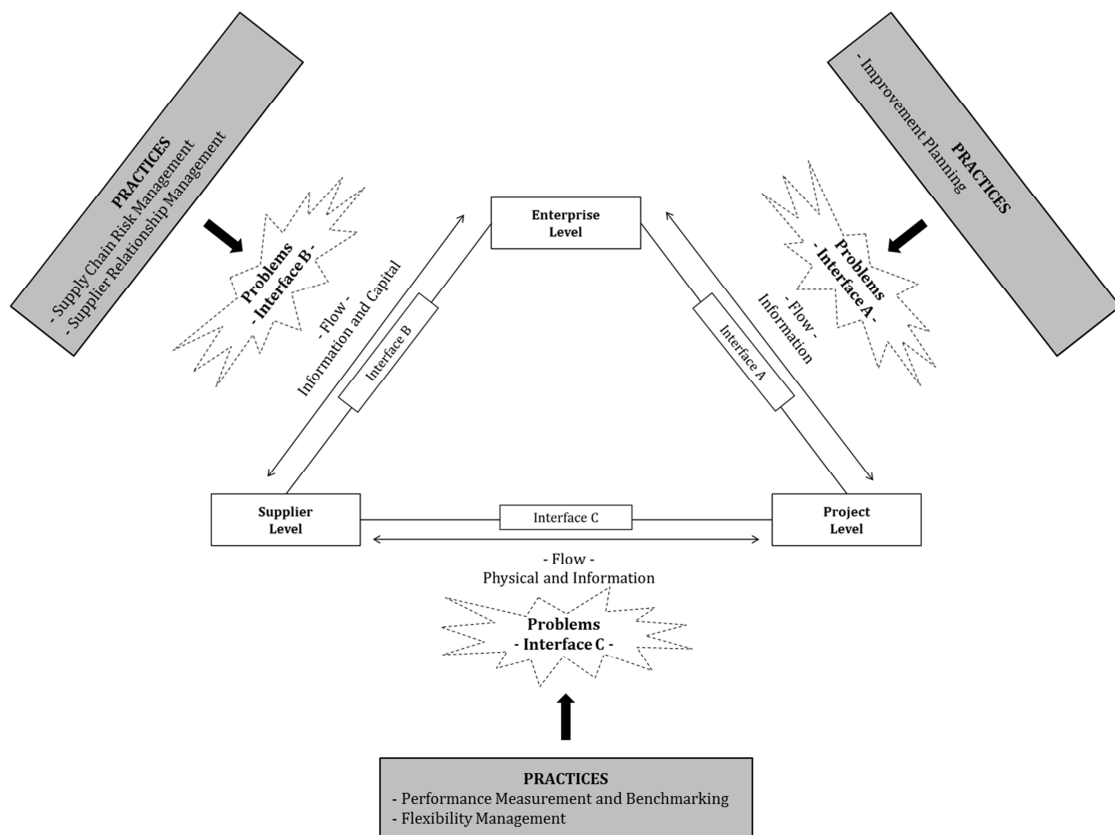 PRACTICES
- Supply Chain Risk Management
- Supplier Relationship Management
Problems
- Interface B -
- Flow -
Information and Capital
Interface B
Enterprise
Level
PRACTICES
- Improvement Planning
Problems
- Interface A -
- Flow -
Information
Interface A
Supplier
Level
Interface C
Project
Level
- Flow -
Physical and Information
Problems
- Interface C -
PRACTICES
- Performance Measurement and Benchmarking
- Flexibility Management